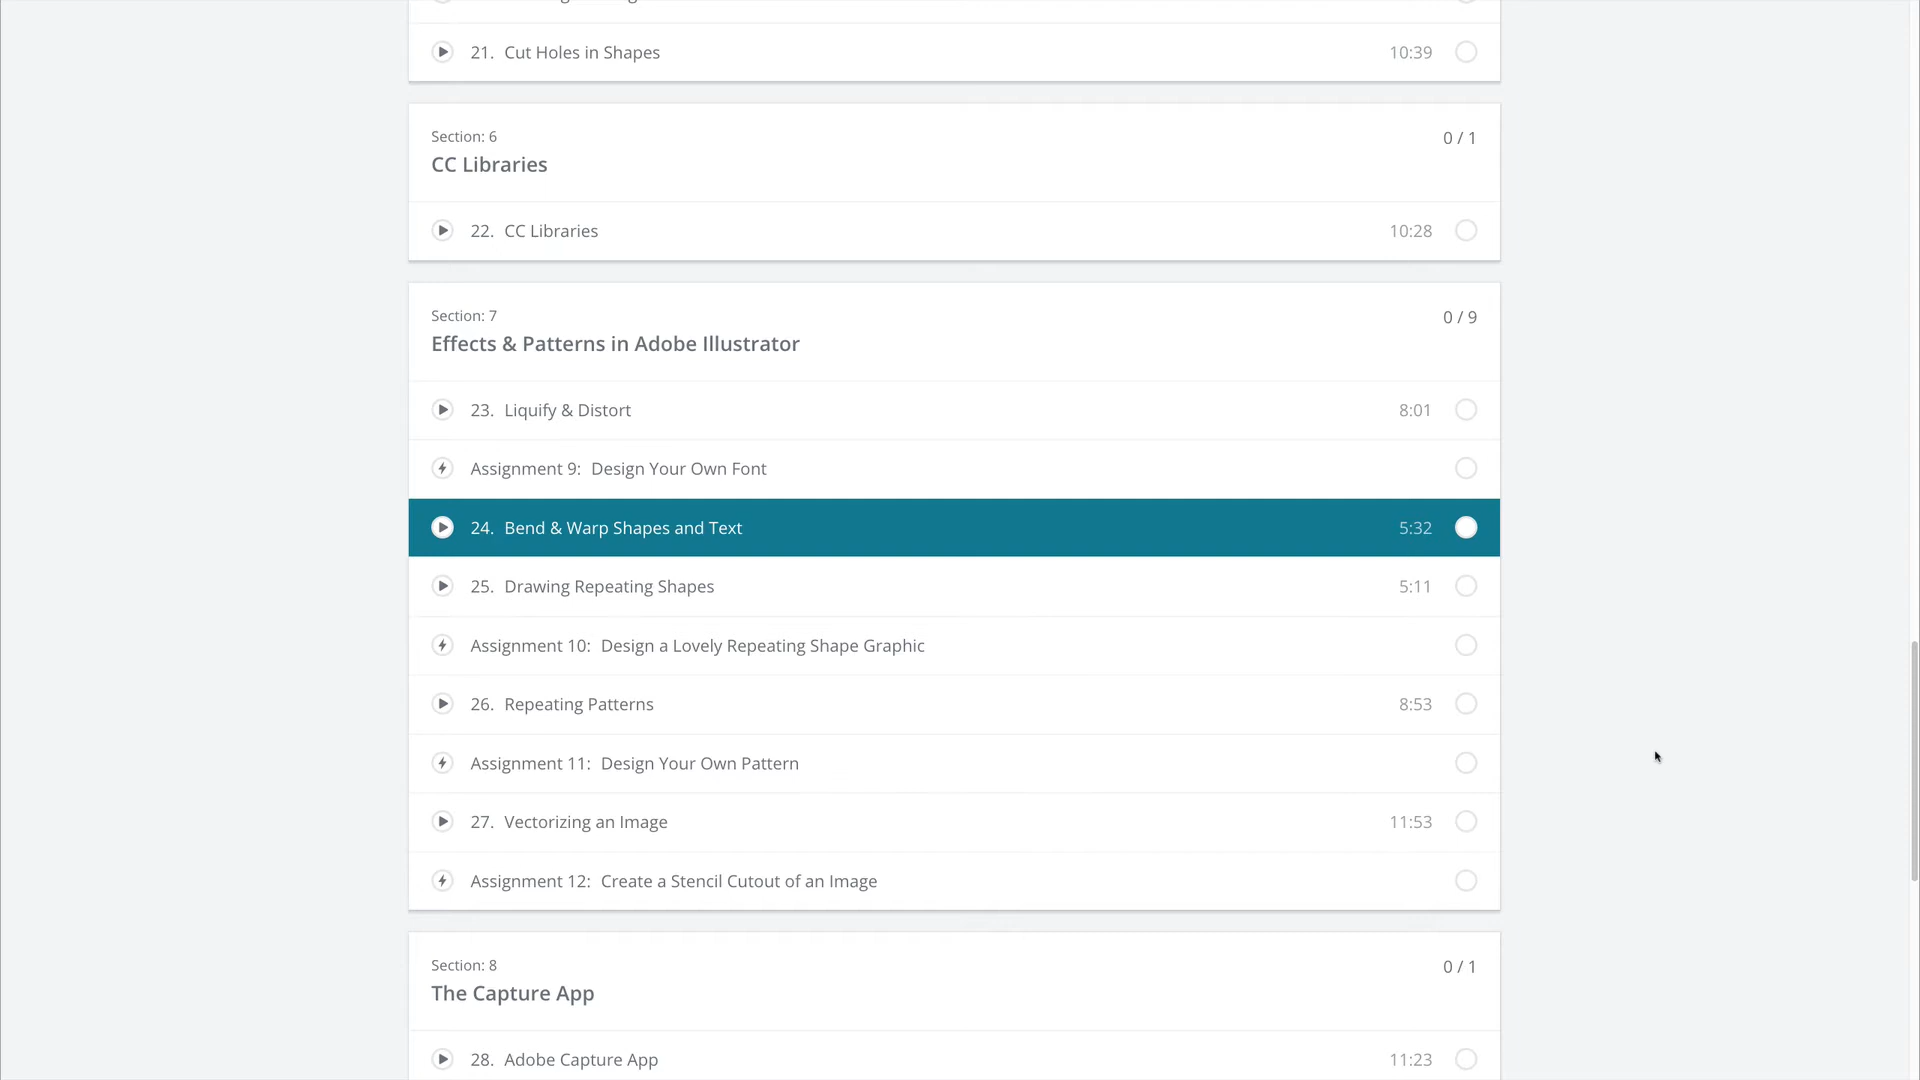 21. Cut Holes in Shapes 10:39
Section: 6
0 / 1
CC Libraries
22. CC Libraries 10:28
Section: 7
0 / 9
Effects & Patterns in Adobe Illustrator
23. Liquify & Distort 8:01
Assignment 9: Design Your Own Font
24. Bend & Warp Shapes and Text 5:32
25. Drawing Repeating Shapes 5:11
Assignment 10: Design a Lovely Repeating Shape Graphic
26. Repeating Patterns 8:53
Assignment 11: Design Your Own Pattern
27. Vectorizing an Image 11:53
Assignment 12: Create a Stencil Cutout of an Image
Section: 8
0 / 1
The Capture App
28. Adobe Capture App 11:23